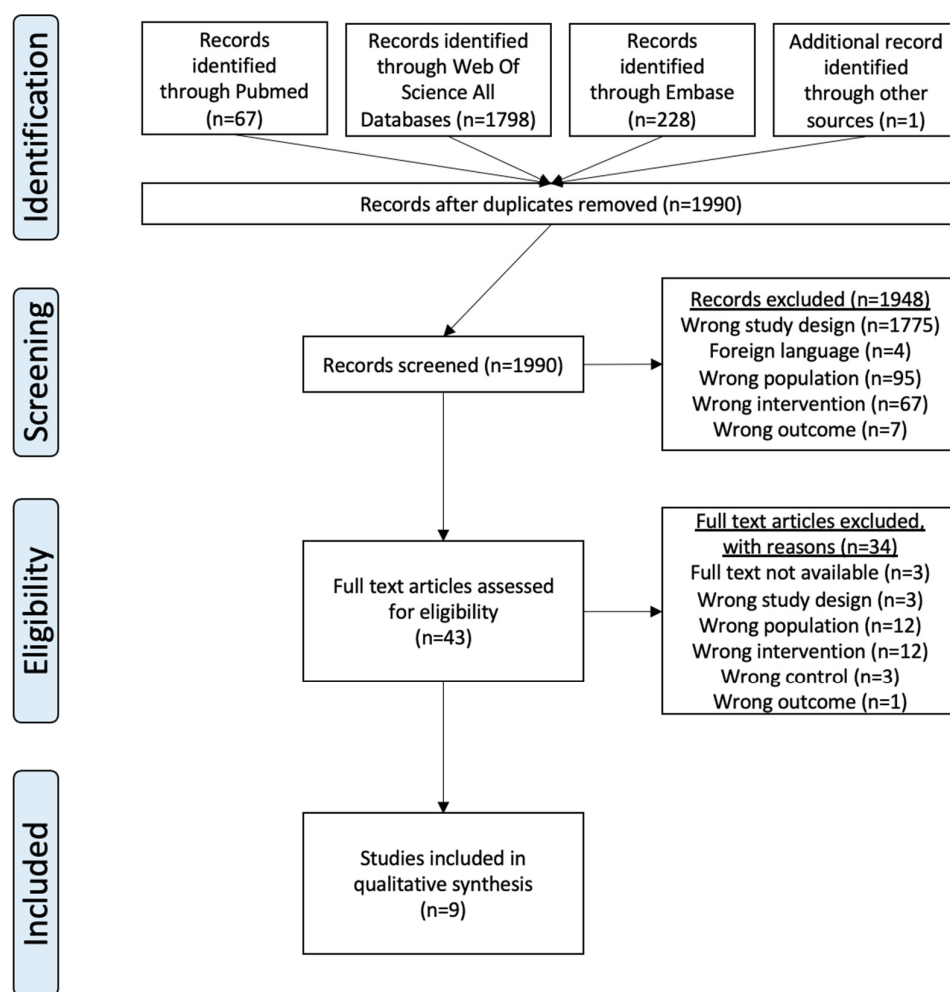 Identification
Records
identified
through Pubmed
(n=67)
Records identified
through Web Of
Science All
Databases (n=1798)
Records
identified
through Embase
(n=228)
Additional record
identified
through other
sources (n=1)
Records after duplicates removed (n=1990)
Screening
Records screened (n=1990)
Records excluded (n=1948)
Wrong study design (n=1775)
Foreign language (n=4)
Wrong population (n=95)
Wrong intervention (n=67)
Wrong outcome (n=7)
Eligibility
Full text articles assessed
for eligibility
(n=43)
Full text articles excluded,
with reasons (n=34)
Full text not available (n=3)
Wrong study design (n=3)
Wrong population (n=12)
Wrong intervention (n=12)
Wrong control (n=3)
Wrong outcome (n=1)
Included
Studies included in
qualitative synthesis
(n=9)